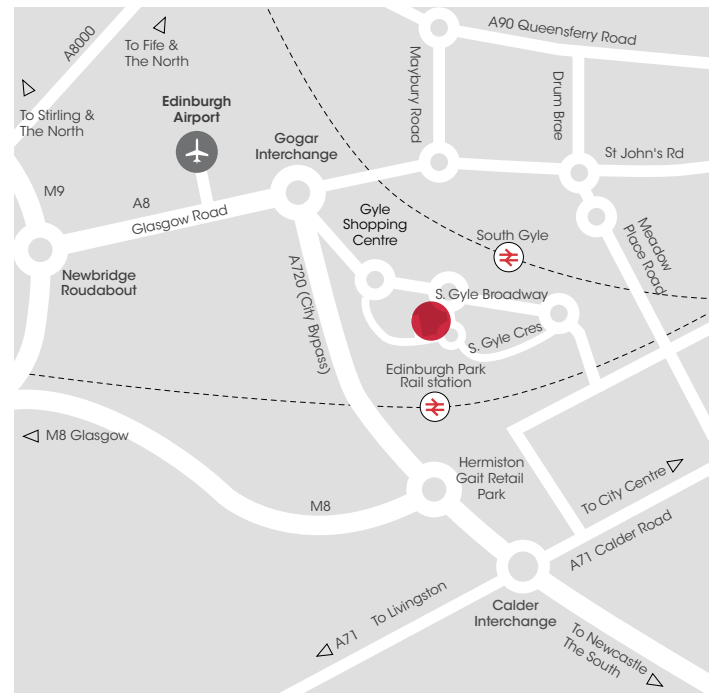 A8000
To Fife &
The North
A90 Queensferry Road
Maybury Road
Drum Brae
To Stirling &
The North
Edinburgh
Airport
Gogar
Interchange
St John's Rd
M9
A8
Glasgow Road
Gyle
Shopping
Centre
South Gyle
Meadow
Place Road
Newbridge
Roundabout
A720 (City Bypass)
S. Gyle Broadway
S. Gyle Cres
Edinburgh Park
Rail station
M8 Glasgow
Hermiston
Gait Retail
Park
M8
To City Centre
A71 Calder Road
A71 To Livingston
Calder
Interchange
To Newcastle
The South